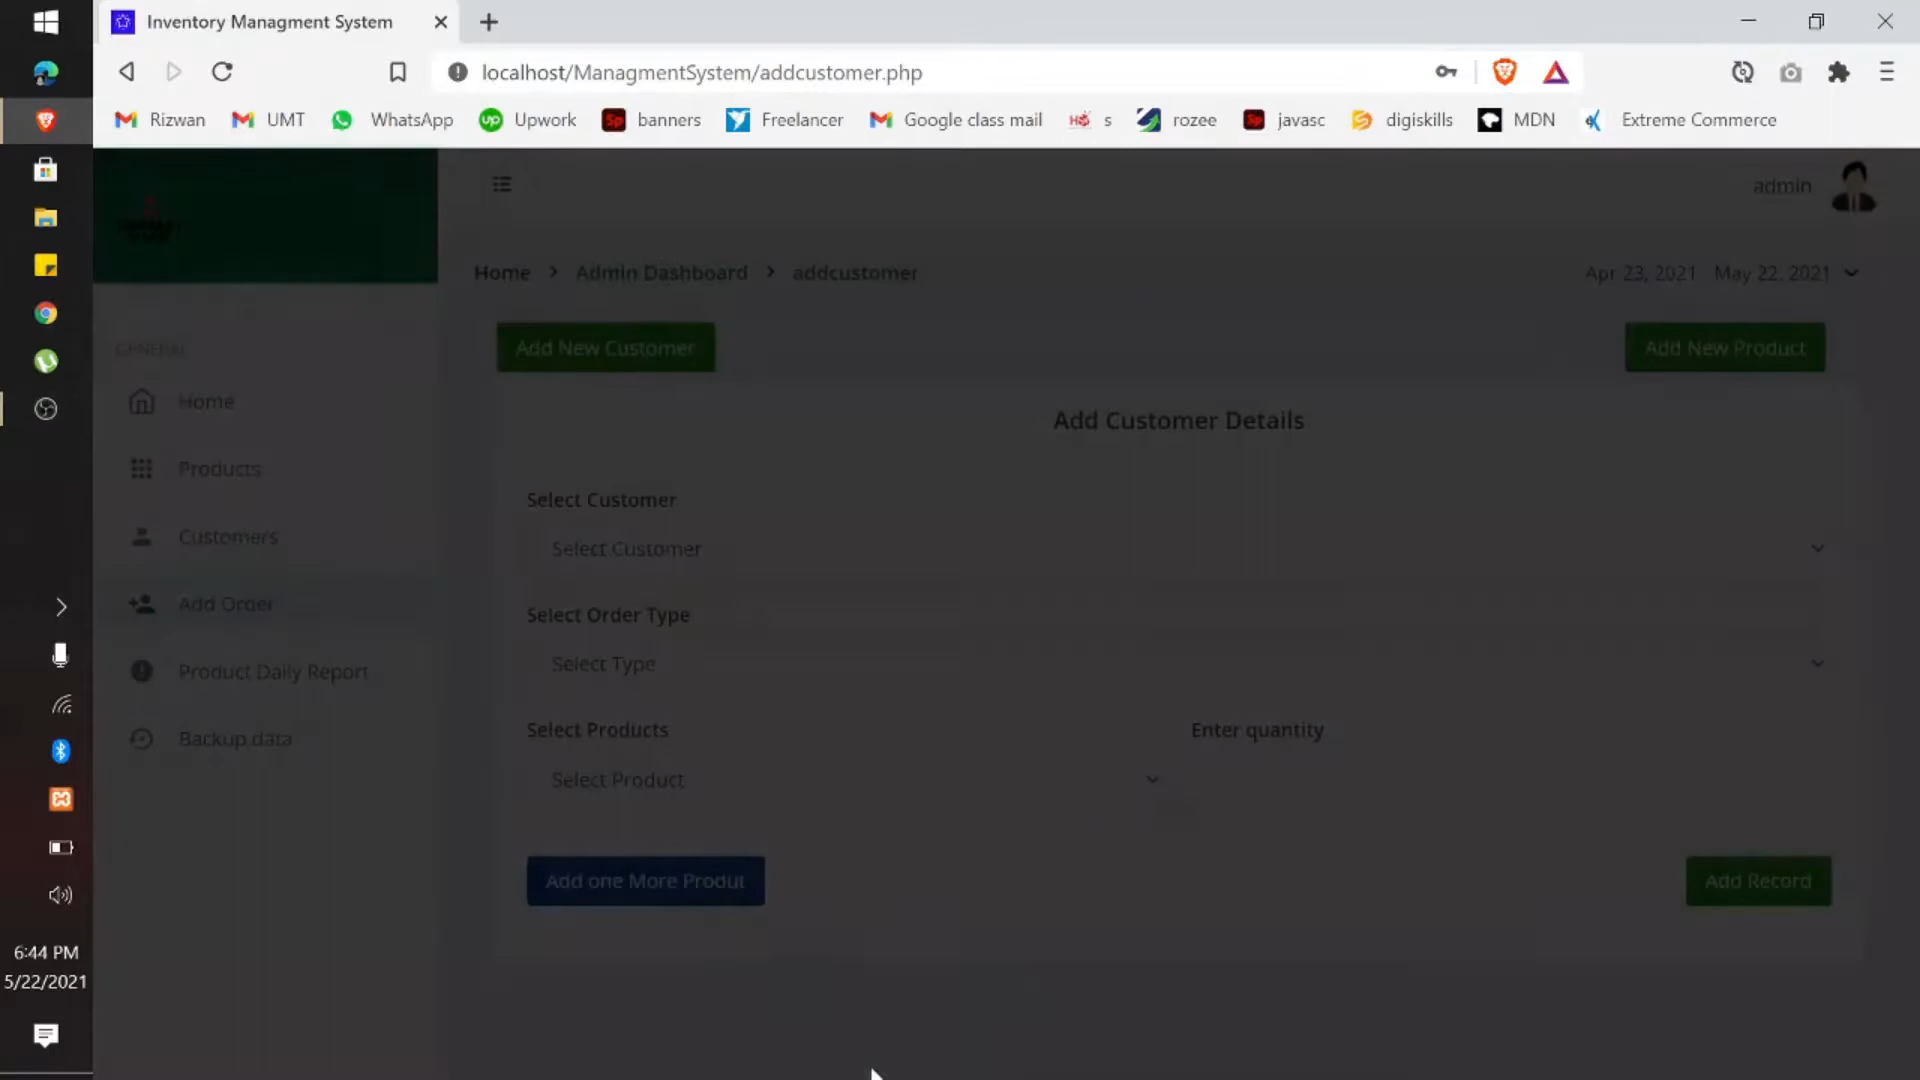 Inventory Managment System
localhost/ManagmentSystem/addcustomer.php
Rizwan UMT WhatsApp Upwork banners Freelancer Google class mail s rozee javasc digiskills MDN Extreme Commerce
admin
Home > Admin Dashboard > addcustomer
Apr 23, 2021 May 22, 2021
GENERAL
Home
Products
Customers
Add Order
Product Daily Report
Backup data
Add New Customer
Add New Product
Add Customer Details
Select Customer
Select Customer
Select Order Type
Select Type
Select Products
Enter quantity
Select Product
Add one More Produt
Add Record
6:44 PM
5/22/2021